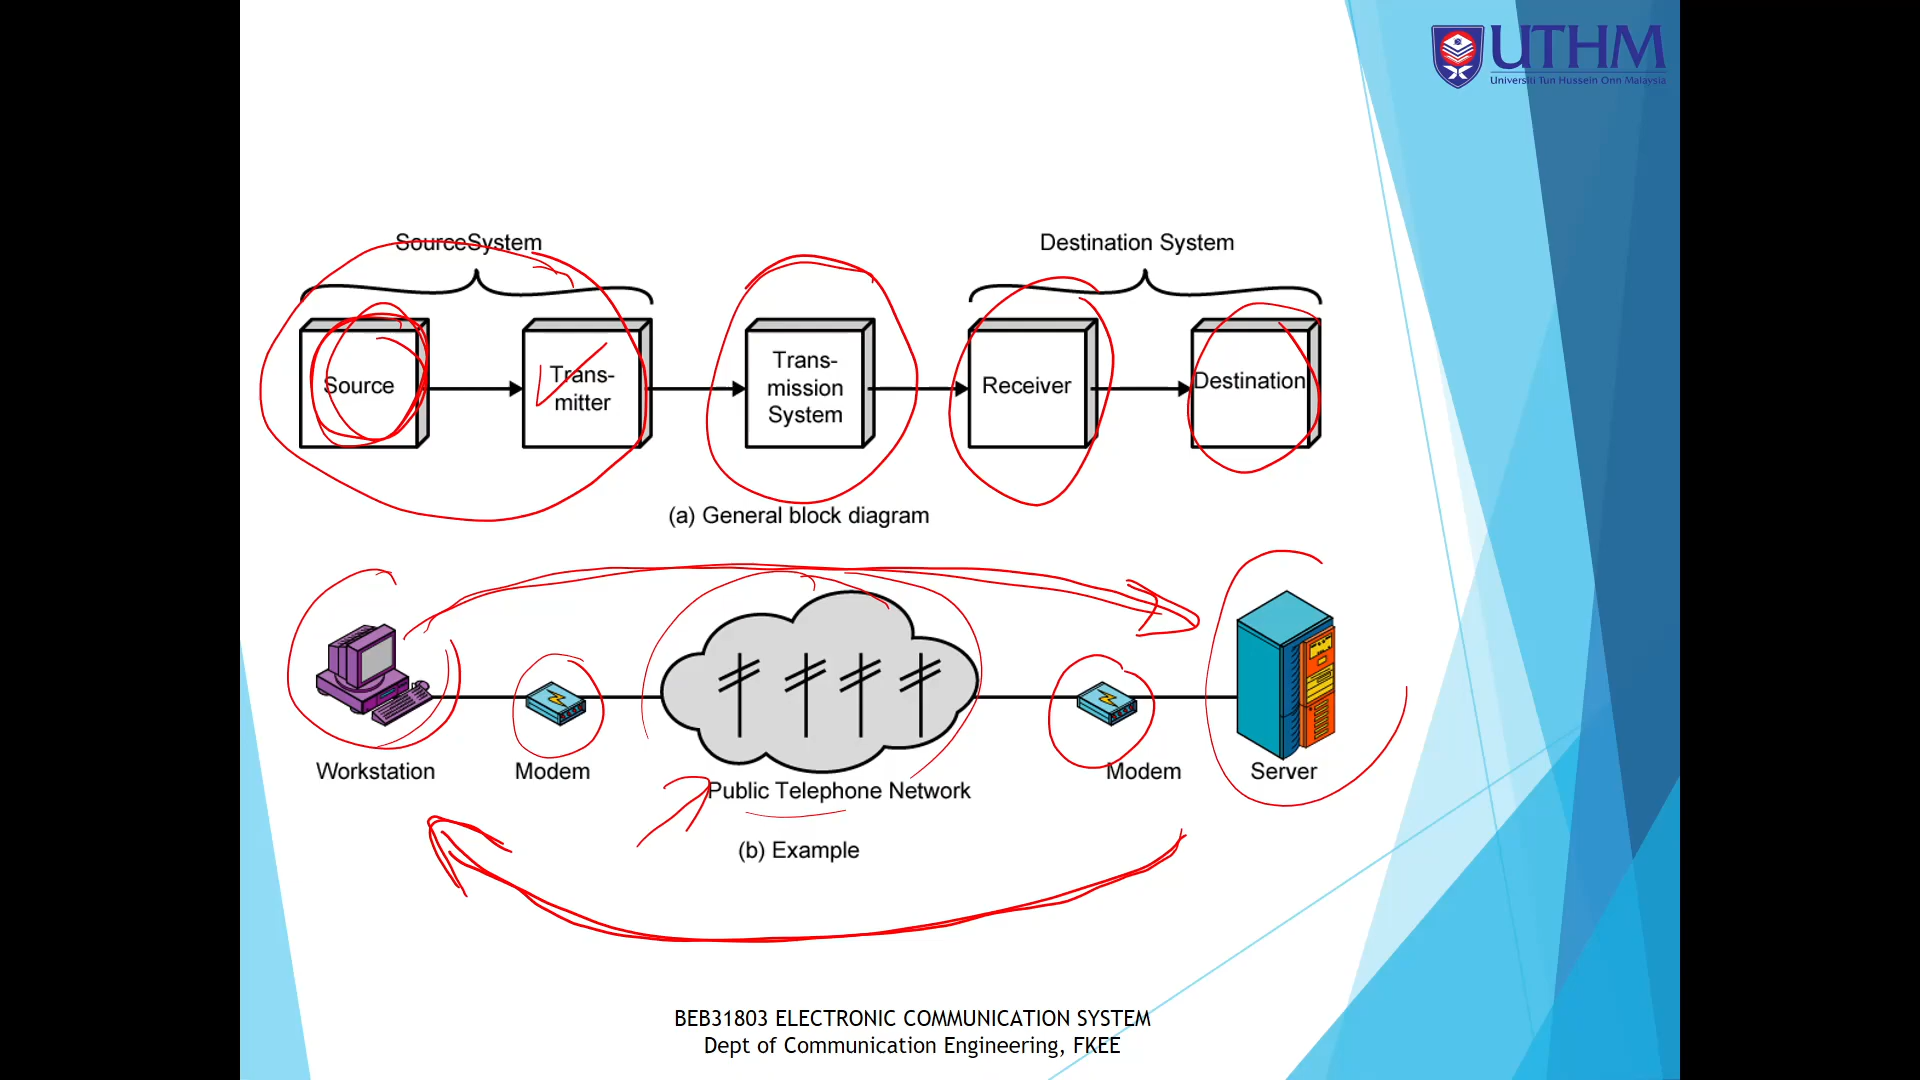 UTHM
Universiti Tun Hussein Onn Malaysia
SourceSystem
Destination System
Source
Trans-
mitter
Trans-
mission
System
Receiver
Destination
(a) General block diagram
Workstation
Modem
Public Telephone Network
Modem
Server
(b) Example
BEB31803 ELECTRONIC COMMUNICATION SYSTEM
Dept of Communication Engineering, FKEE